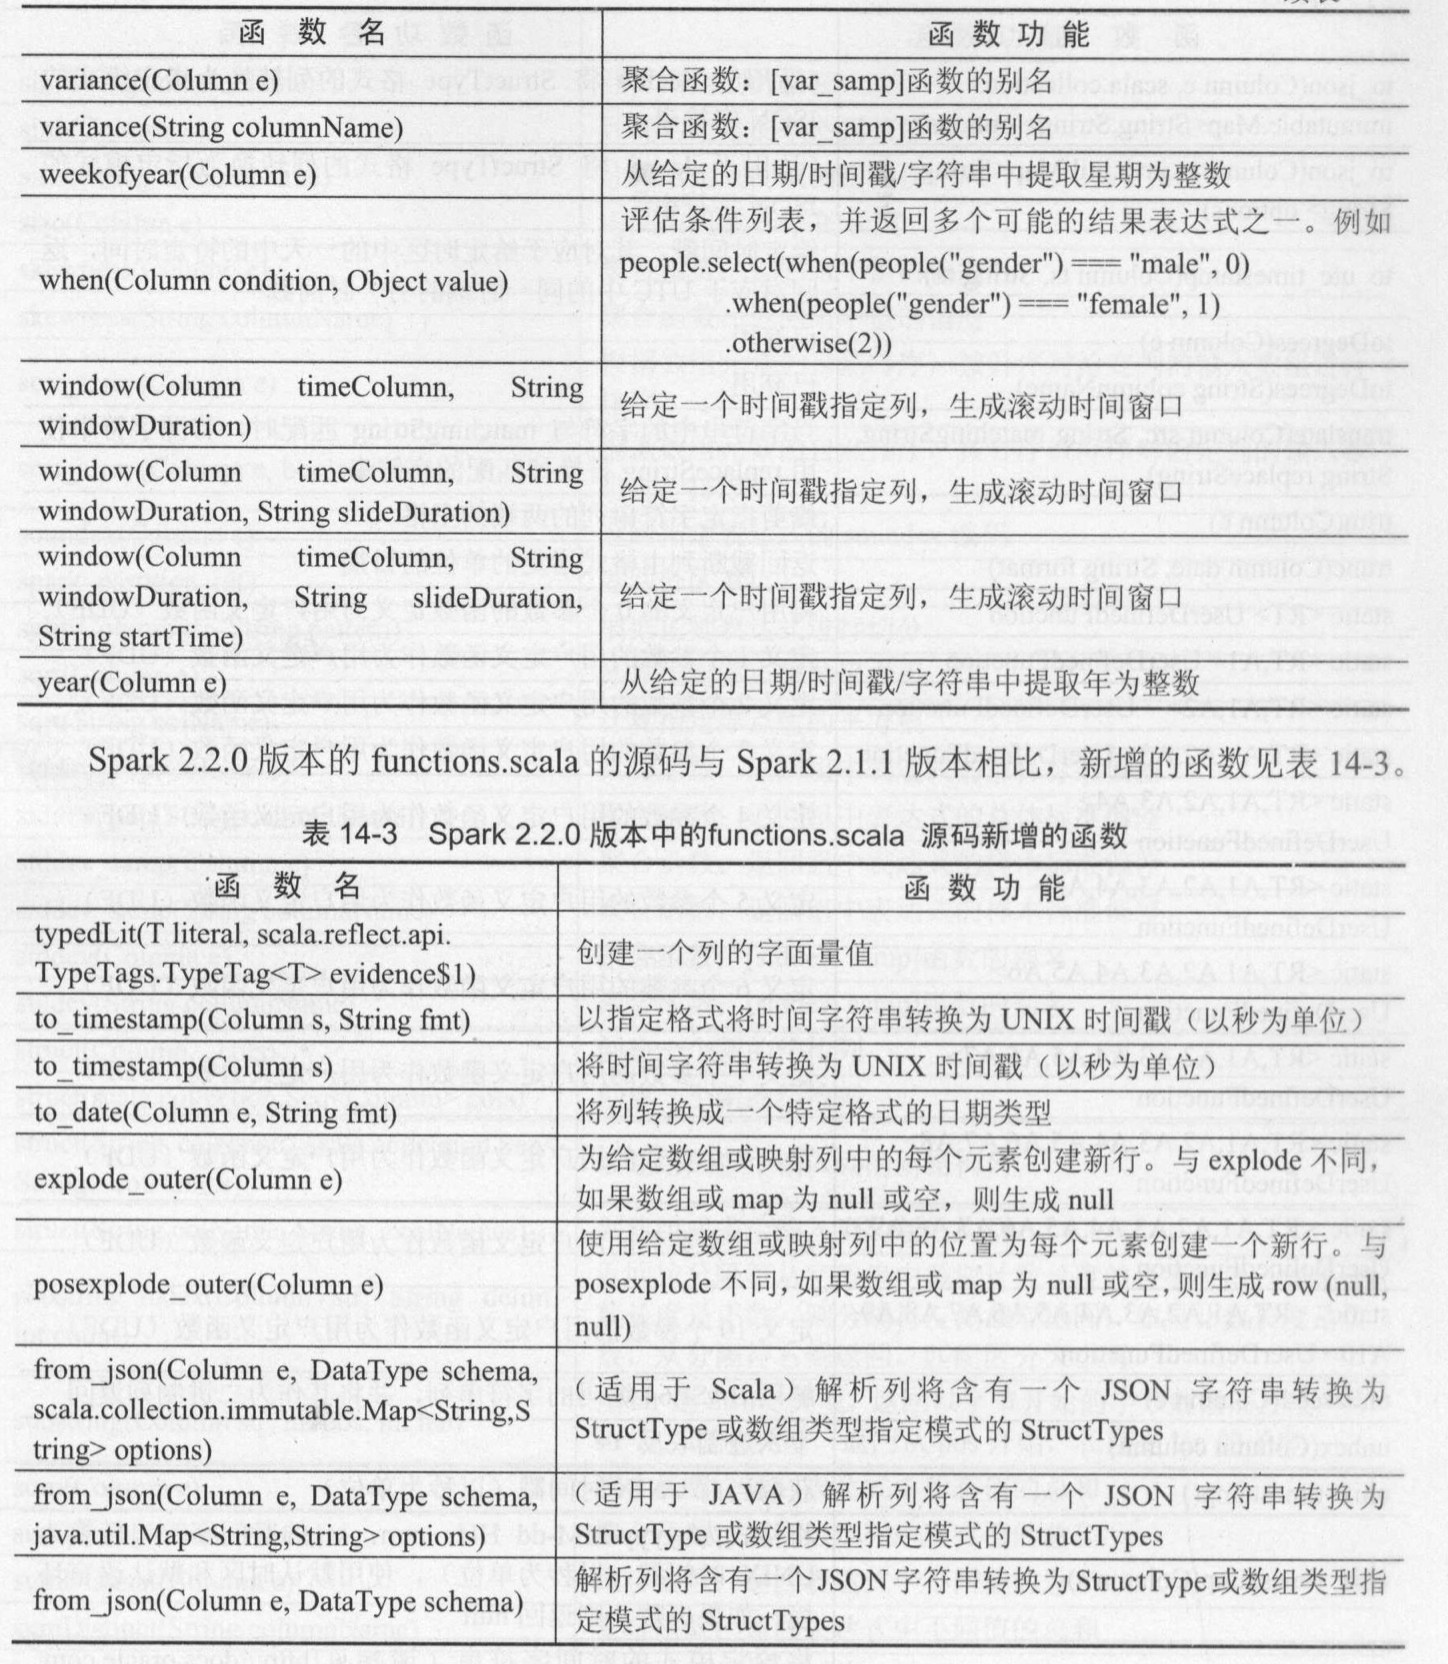 函 数 名 函 数 功 能
variance(Column e) 聚合函数：[var_samp]函数的别名
variance(String columnName) 聚合函数：[var_samp]函数的别名
weekofyear(Column e) 从给定的日期/时间戳/字符串中提取星期为整数
when(Column condition, Object value)
评估条件列表，并返回多个可能的结果表达式之一。例如
people.select(when(people("gender") === "male", 0)
.when(people("gender") === "female", 1)
.otherwise(2))
window(Column timeColumn, String
windowDuration)
给定一个时间戳指定列，生成滚动时间窗口
window(Column timeColumn, String
windowDuration, String slideDuration)
给定一个时间戳指定列，生成滚动时间窗口
window(Column timeColumn, String
windowDuration, String slideDuration,
String startTime)
给定一个时间戳指定列，生成滚动时间窗口
year(Column e) 从给定的日期/时间戳/字符串中提取年为整数
Spark 2.2.0 版本的 functions.scala 的源码与 Spark 2.1.1 版本相比，新增的函数见表 14-3。
表 14-3 Spark 2.2.0 版本中的functions.scala 源码新增的函数
函 数 名 函 数 功 能
typedLit(T literal, scala.reflect.api.
TypeTags.TypeTag<T> evidence$1)
创建一个列的字面量值
to_timestamp(Column s, String fmt) 以指定格式将时间字符串转换为 UNIX 时间戳（以秒为单位）
to_timestamp(Column s) 将时间字符串转换为 UNIX 时间戳（以秒为单位）
to_date(Column e, String fmt) 将列转换成一个特定格式的日期类型
explode_outer(Column e)
为给定数组或映射列中的每个元素创建新行。与 explode 不同，
如果数组或 map 为 null 或空，则生成 null
posexplode_outer(Column e)
使用给定数组或映射列中的位置为每个元素创建一个新行。与
posexplode 不同，如果数组或 map 为 null 或空，则生成 row (null,
null)
from_json(Column e, DataType schema,
scala.collection.immutable.Map<String,S
tring> options)
（适用于 Scala）解析列将含有一个 JSON 字符串转换为
StructType 或数组类型指定模式的 StructTypes
from_json(Column e, DataType schema,
java.util.Map<String,String> options)
（适用于 JAVA）解析列将含有一个 JSON 字符串转换为
StructType 或数组类型指定模式的 StructTypes
from_json(Column e, DataType schema)
解析列将含有一个 JSON 字符串转换为 StructType 或数组类型指
定模式的 StructTypes